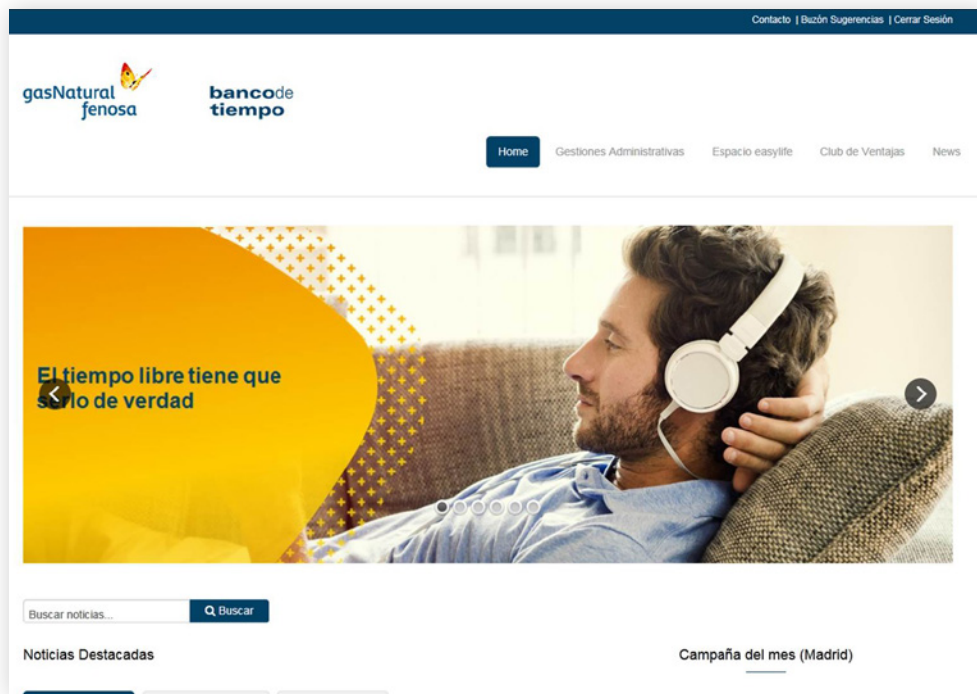 Contacto | Buzón Sugerencias | Cerrar Sesión
gasNatural
fenosa
bancode
tiempo
Home Gestiones Administrativas Espacio easylife Club de Ventajas News
El tiempo libre tiene que
serlo de verdad
Buscar noticias...
Buscar
Noticias Destacadas
Campaña del mes (Madrid)